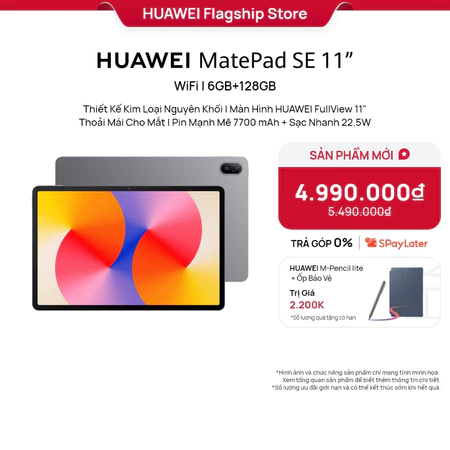 HUAWEI Flagship Store
HUAWEI MatePad SE 11”
WiFi | 6GB+128GB
Thiết Kế Kim Loại Nguyên Khối | Màn Hình HUAWEI FullView 11"
Thoải Mái Cho Mắt | Pin Mạnh Mẽ 7700 mAh + Sạc Nhanh 22.5W
SẢN PHẨM MỚI
4.990.000₫
5.490.000₫
TRẢ GÓP 0% | SPayLater
HUAWEI M-Pencil lite
+ Ốp Bảo Vệ
Trị Giá
2.200K
*Số lượng quà tặng có hạn
*Hình ảnh và chức năng sản phẩm chỉ mang tính minh họa.
Xem tổng quan sản phẩm để biết thêm thông tin chi tiết.
*Số lượng ưu đãi giới hạn và có thể kết thúc sớm khi hết quà.